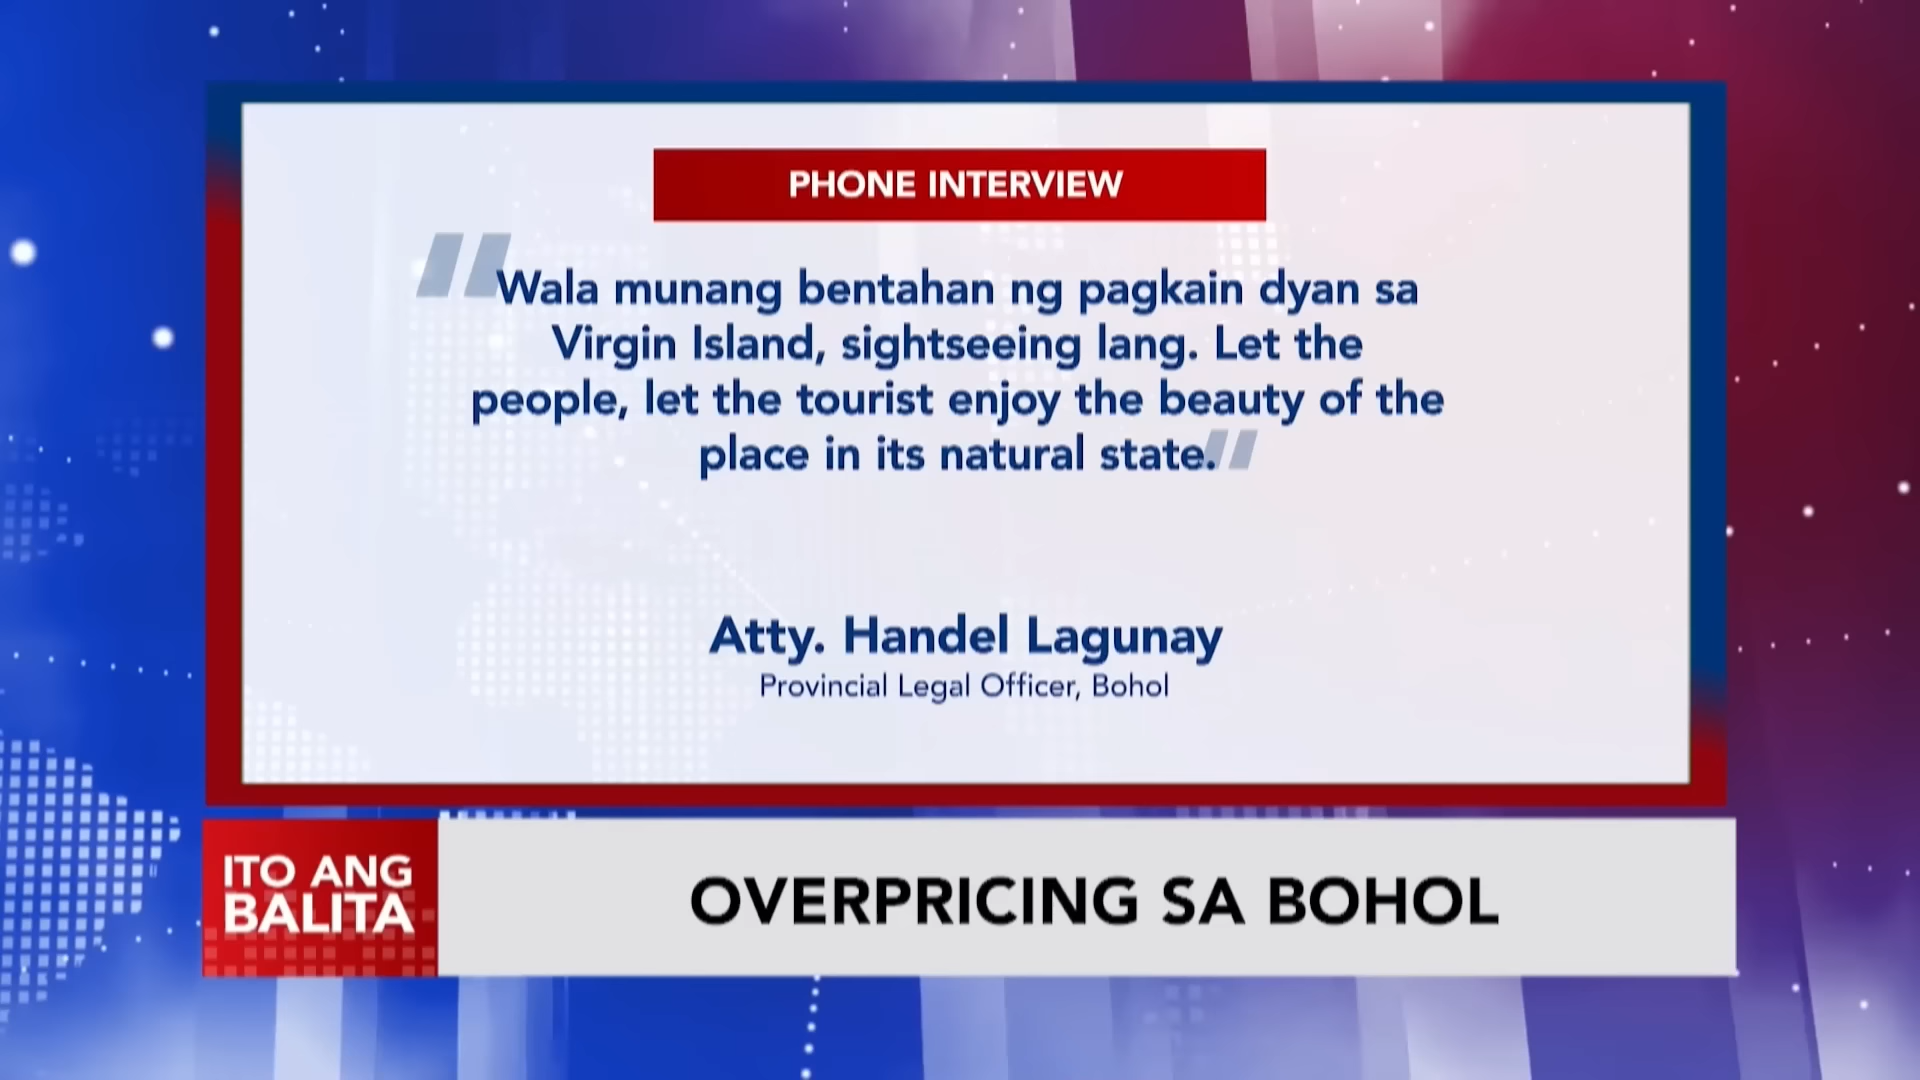 PHONE INTERVIEW
"Wala munang bentahan ng pagkain dyan sa
Virgin Island, sightseeing lang. Let the
people, let the tourist enjoy the beauty of the
place in its natural state."
Atty. Handel Lagunay
Provincial Legal Officer, Bohol
ITO ANG
BALITA
OVERPRICING SA BOHOL